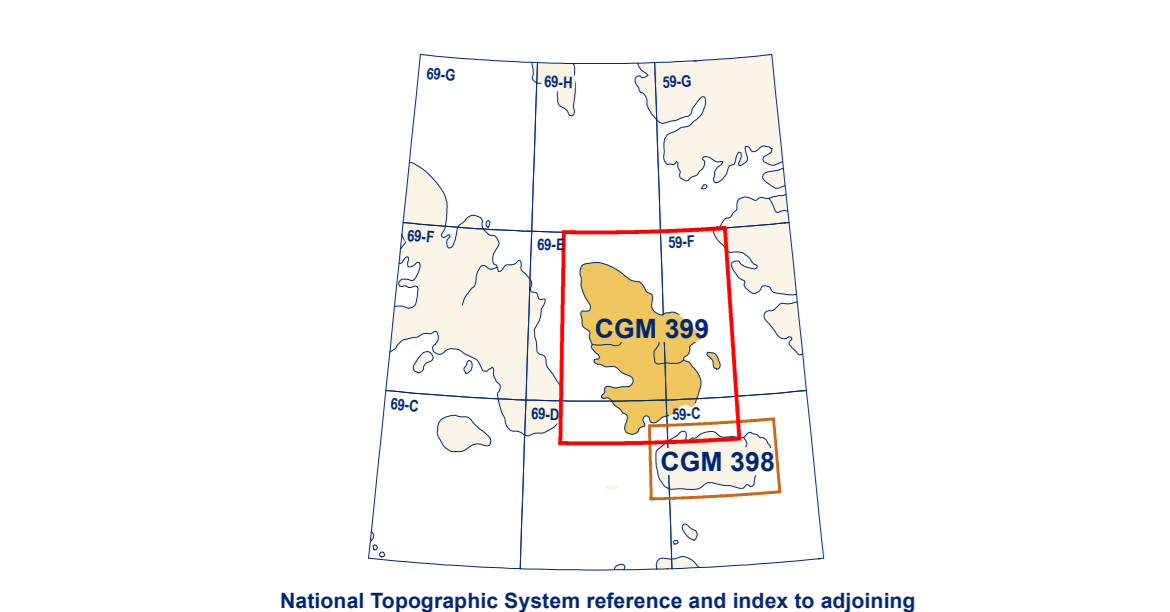 69-G
69-H
59-G
69-F
69-E
59-F
CGM 399
69-C
69-D
59-C
CGM 398
National Topographic System reference and index to adjoining